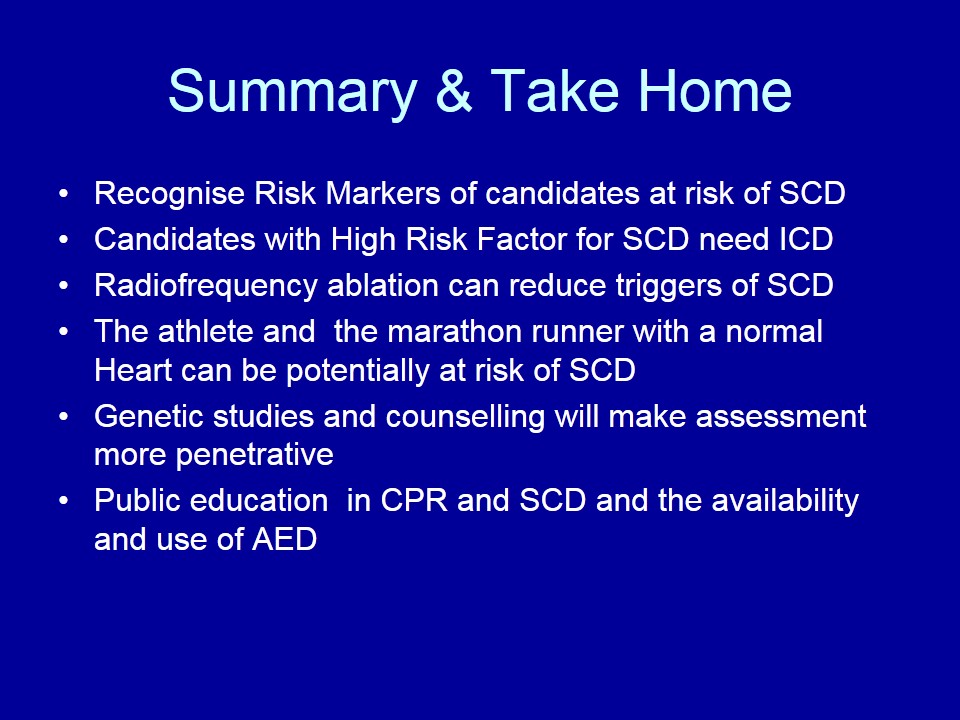 Summary & Take Home
• Recognise Risk Markers of candidates at risk of SCD
• Candidates with High Risk Factor for SCD need ICD
• Radiofrequency ablation can reduce triggers of SCD
• The athlete and  the marathon runner with a normal
Heart can be potentially at risk of SCD
• Genetic studies and counselling will make assessment
more penetrative
• Public education  in CPR and SCD and the availability
and use of AED